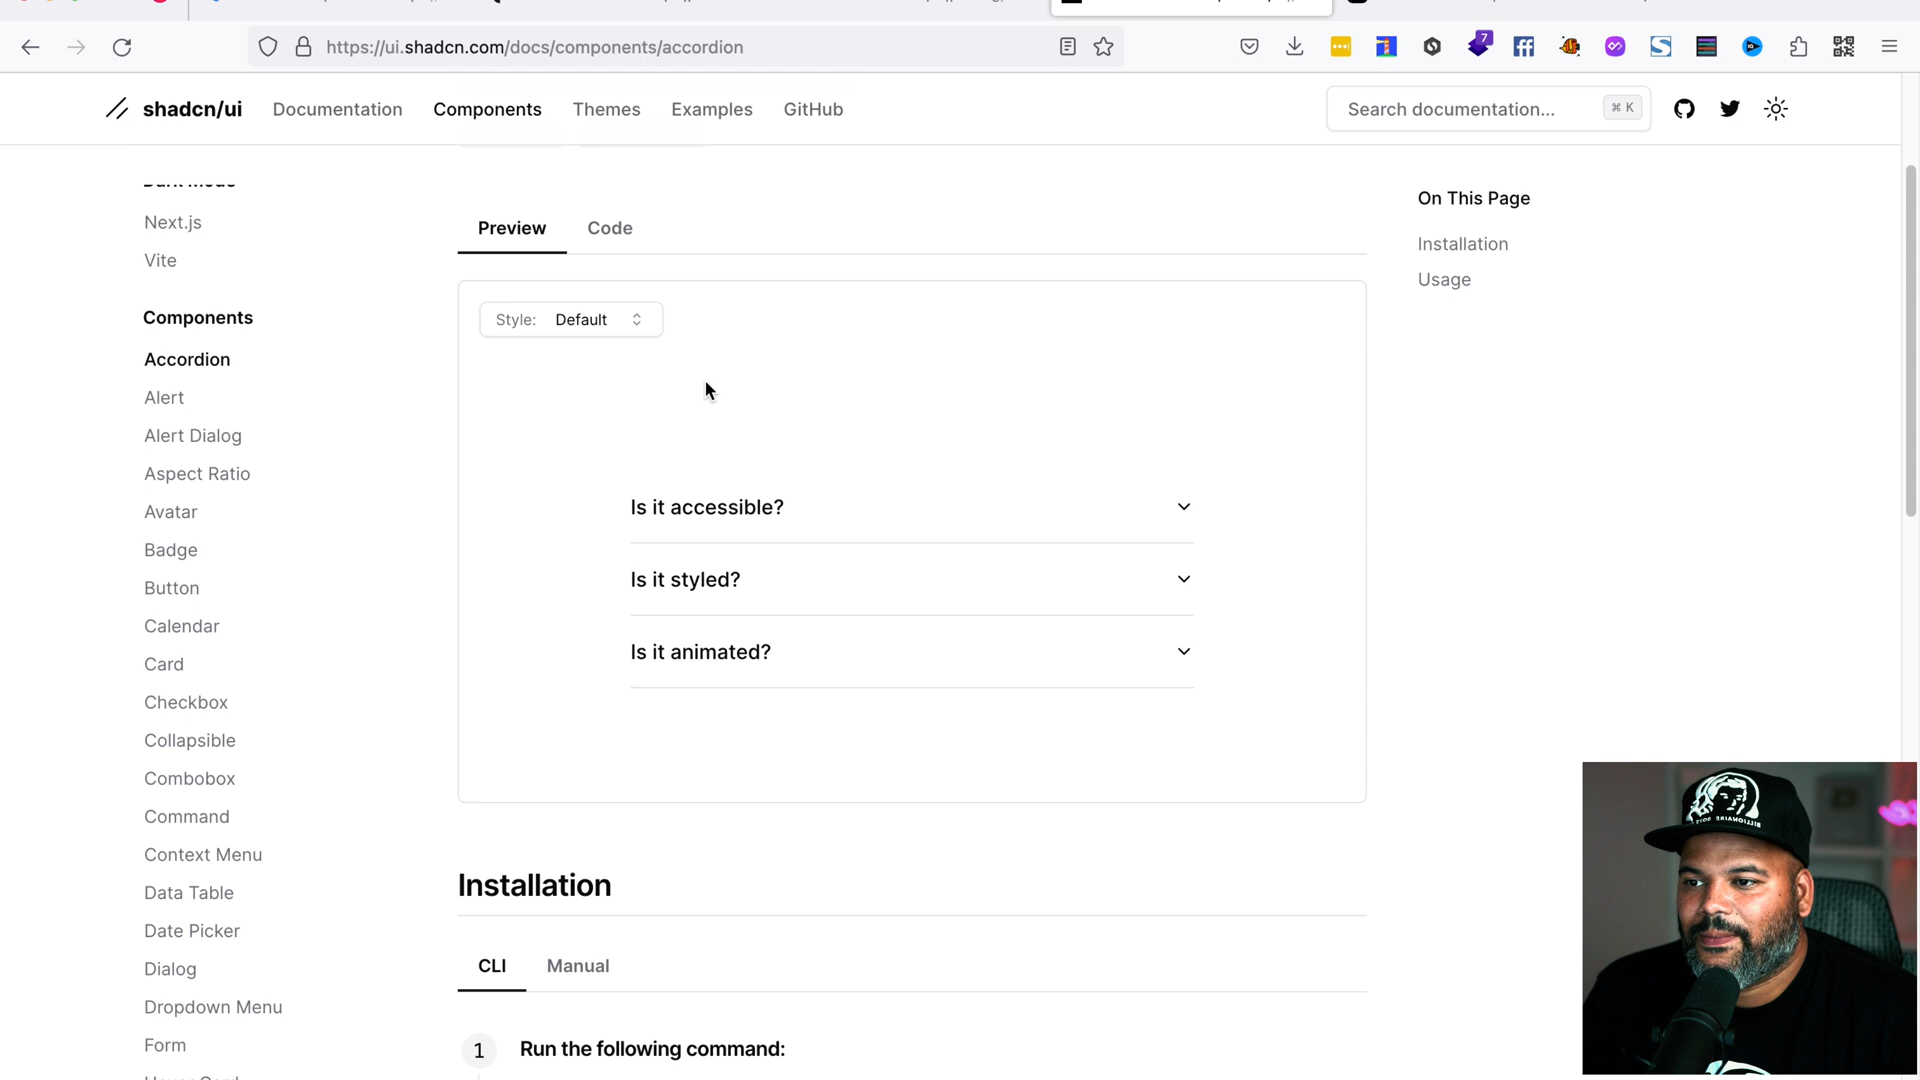 https://ui.shadcn.com/docs/components/accordion
7
shadcn/ui
Documentation
Components
Themes
Examples
GitHub
Search documentation...
⌘ K
Dark Mode
Next.js
Vite
Components
Accordion
Alert
Alert Dialog
Aspect Ratio
Avatar
Badge
Button
Calendar
Card
Checkbox
Collapsible
Combobox
Command
Context Menu
Data Table
Date Picker
Dialog
Dropdown Menu
Form
Preview
Code
Style: Default
Is it accessible?
Is it styled?
Is it animated?
Installation
CLI
Manual
1
Run the following command:
On This Page
Installation
Usage